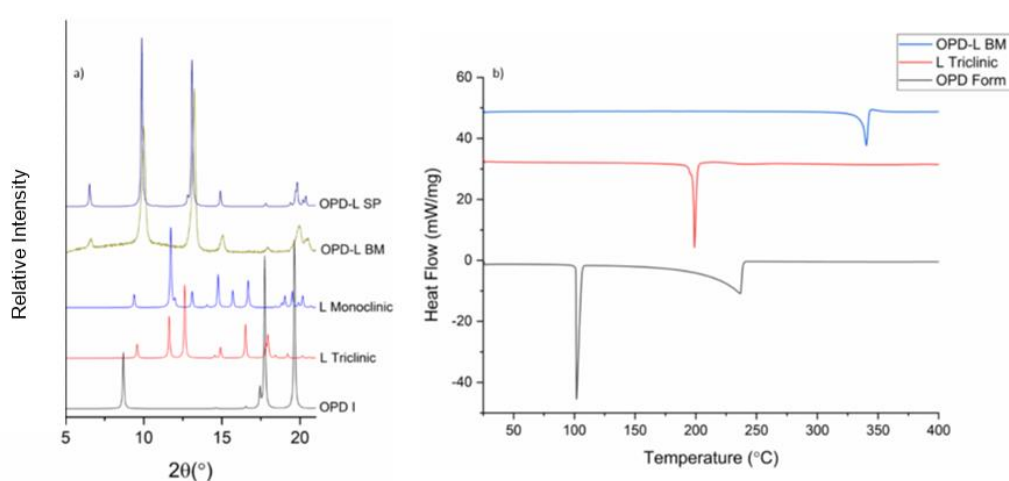 a)
Relative Intensity
OPD-L SP
OPD-L BM
L Monoclinic
L Triclinic
OPD I
5 10 15 20
2θ(°)
OPD-L BM
L Triclinic
OPD Form
b)
60
40
20
0
-20
-40
Heat Flow (mW/mg)
50 100 150 200 250 300 350 400
Temperature (°C)